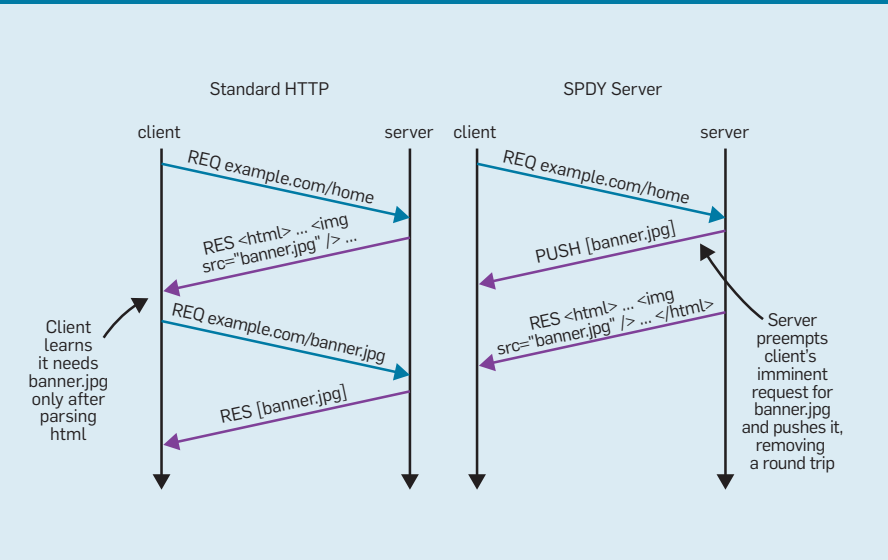 Standard HTTP
SPDY Server
client
server
client
server
REQ example.com/home
RES <html> ... <img
src="banner.jpg" /> ...
REQ example.com/banner.jpg
RES [banner.jpg]
Client
learns
it needs
banner.jpg
only after
parsing
html
REQ example.com/home
PUSH [banner.jpg]
RES <html> ... <img
src="banner.jpg" /> ... </html>
Server
preempts
client's
imminent
request for
banner.jpg
and pushes it,
removing
a round trip